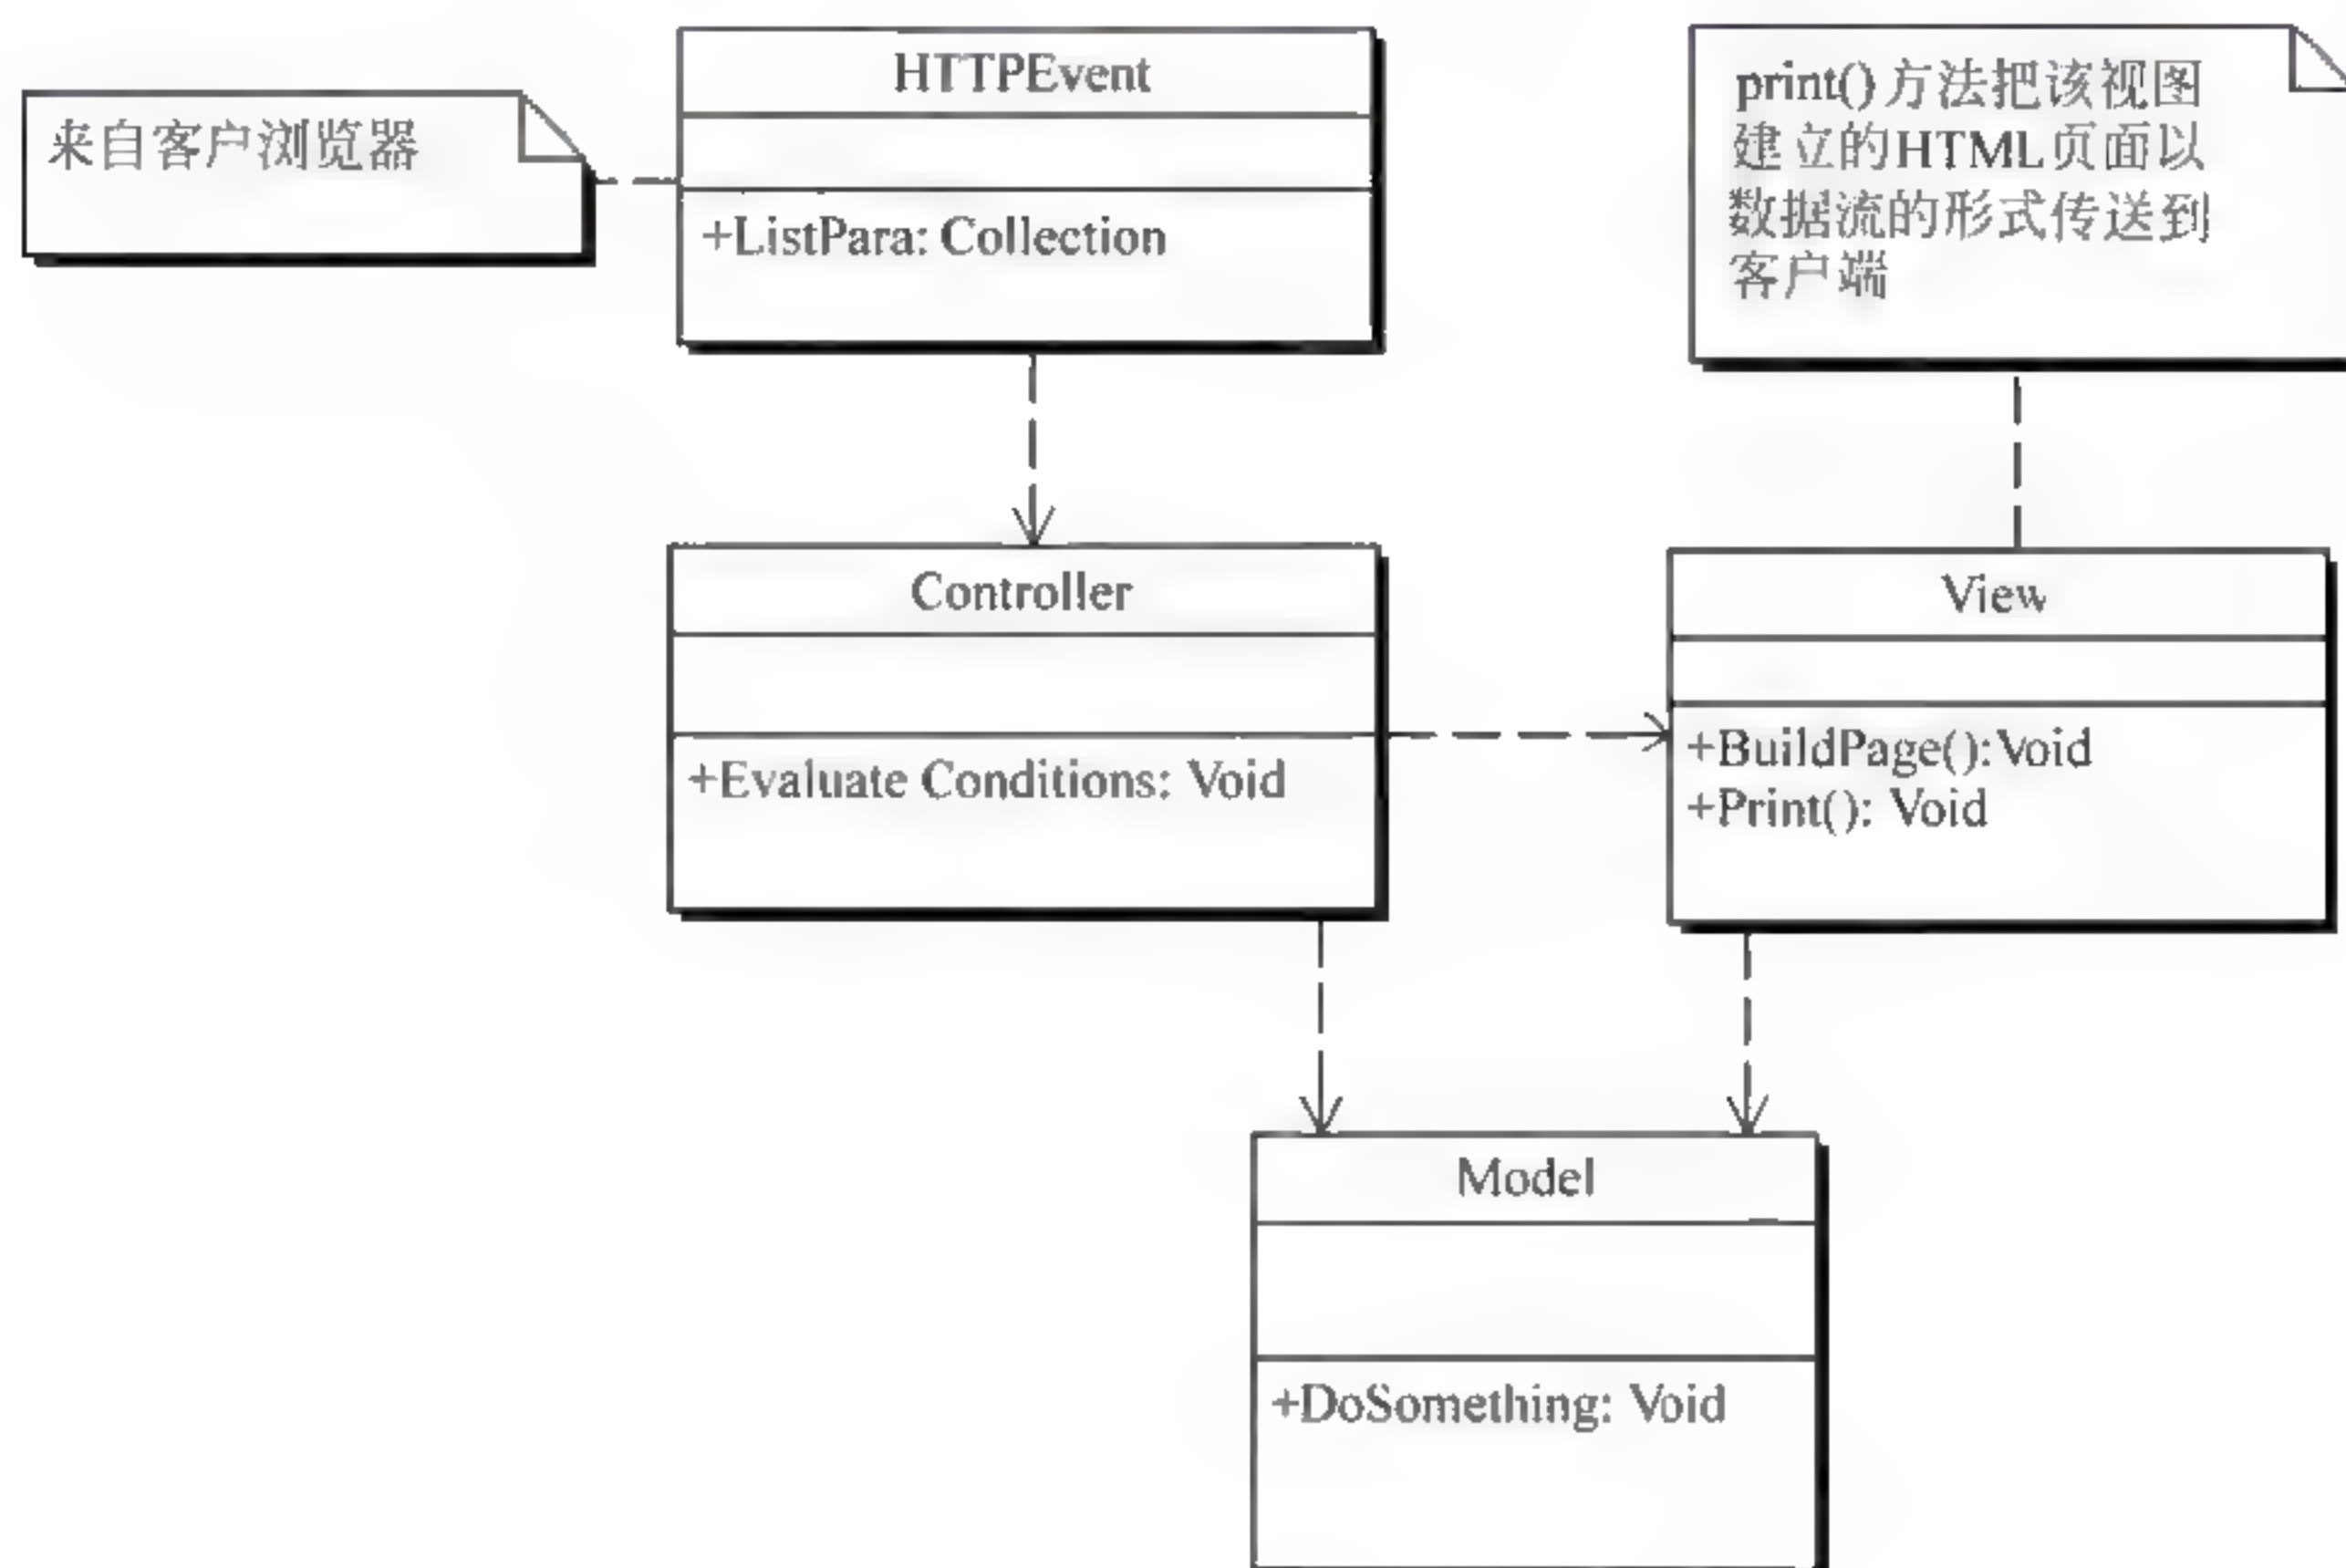 来自客户浏览器
HTTPEvent
+ListPara: Collection
print()方法把该视图
建立的HTML页面以
数据流的形式传送到
客户端
Controller
+Evaluate Conditions: Void
View
+BuildPage():Void
+Print(): Void
Model
+DoSomething: Void